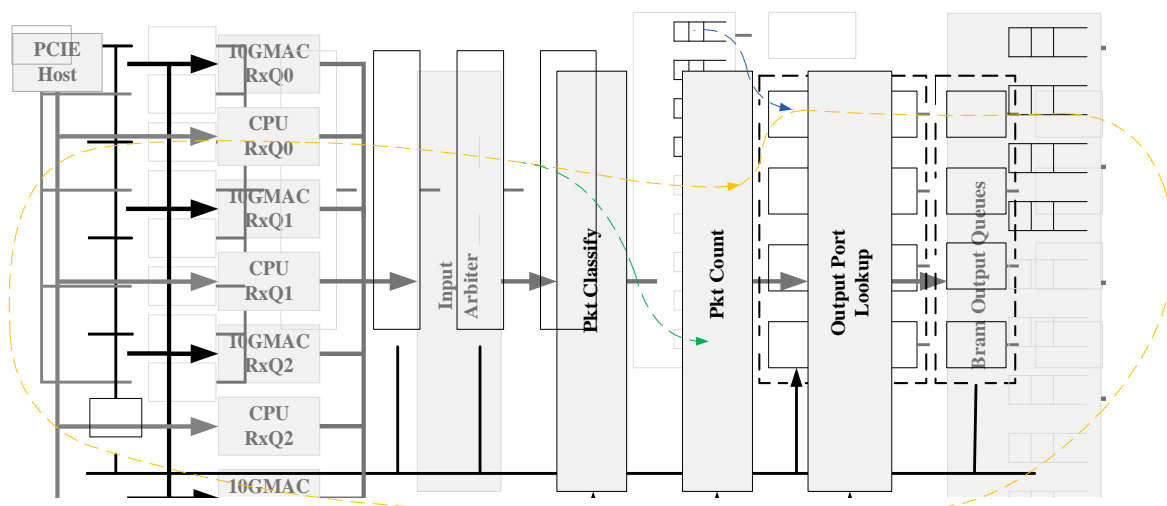 PCIE
Host
10GMAC
RxQ0
CPU
RxQ0
10GMAC
RxQ1
CPU
RxQ1
10GMAC
RxQ2
CPU
RxQ2
10GMAC
Input
Arbiter
Pkt Classify
Pkt Count
Output Port
Lookup
Bram Output Queues